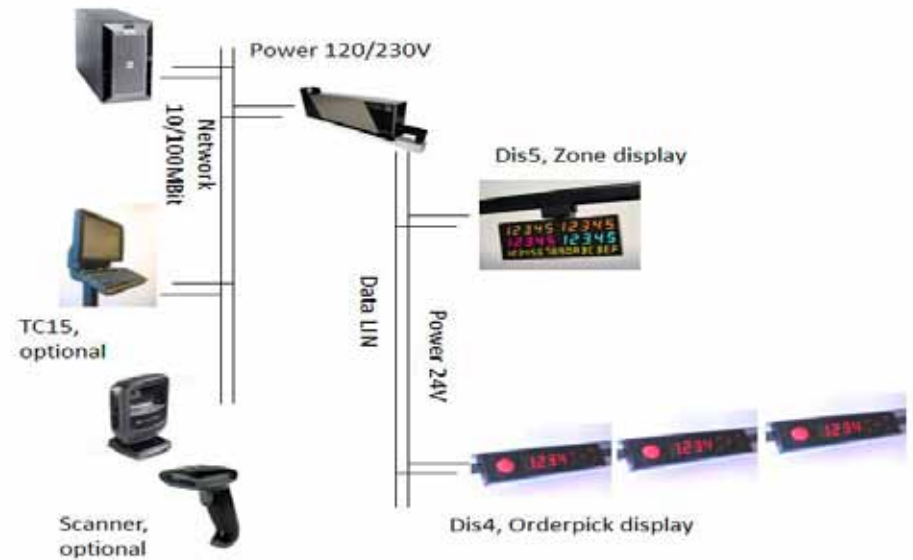 Power 120/230V
Network
10/100MBit
Dis5, Zone display
12345 12345
12345 12345
TC15,
optional
Data LIN
Power 24V
1234
1234
1234
Scanner,
optional
Dis4, Orderpick display